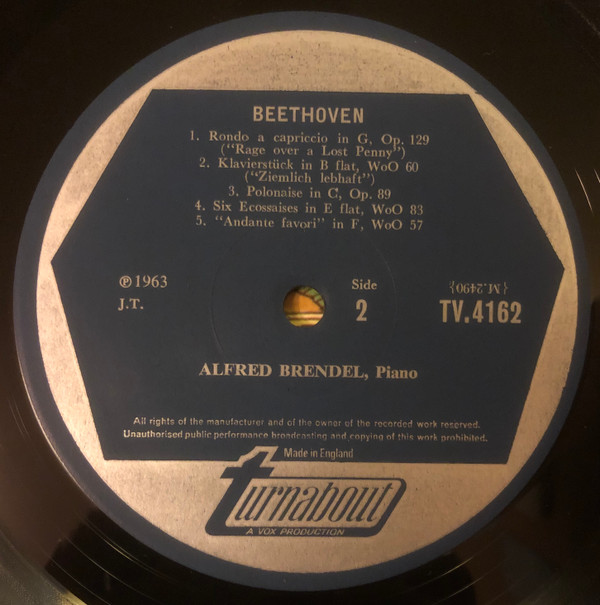 BEETHOVEN
1. Rondo a capriccio in G, Op. 129
("Rage over a Lost Penny")
2. Klavierstück in B flat, WoO 60
("Ziemlich lebhaft")
3. Polonaise in C, Op. 89
4. Six Ecossaises in E flat, WoO 83
5. "Andante favori" in F, WoO 57
℗ 1963
J.T.
Side
2
{M.2490}
TV.4162
ALFRED BRENDEL, Piano
All rights of the manufacturer and of the owner of the recorded work reserved.
Unauthorised public performance broadcasting and copying of this work prohibited.
Made in England
turnabout
A VOX PRODUCTION